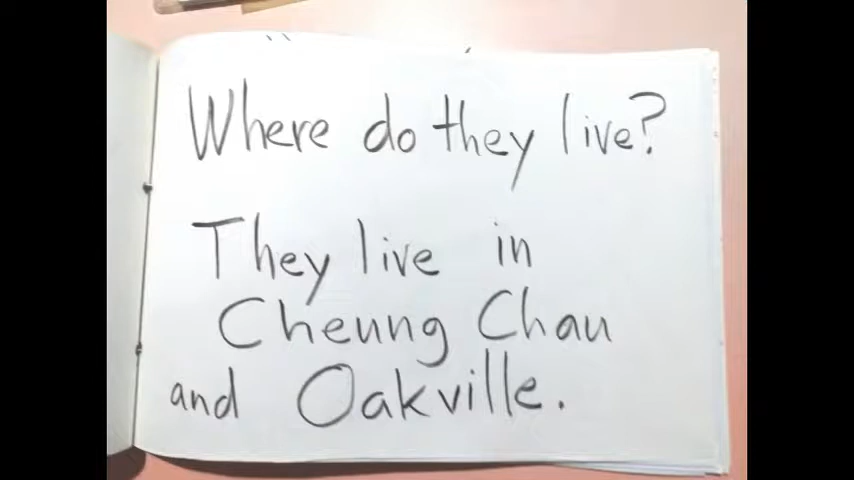 Where do they live?
They live in
Cheung Chau
and Oakville.